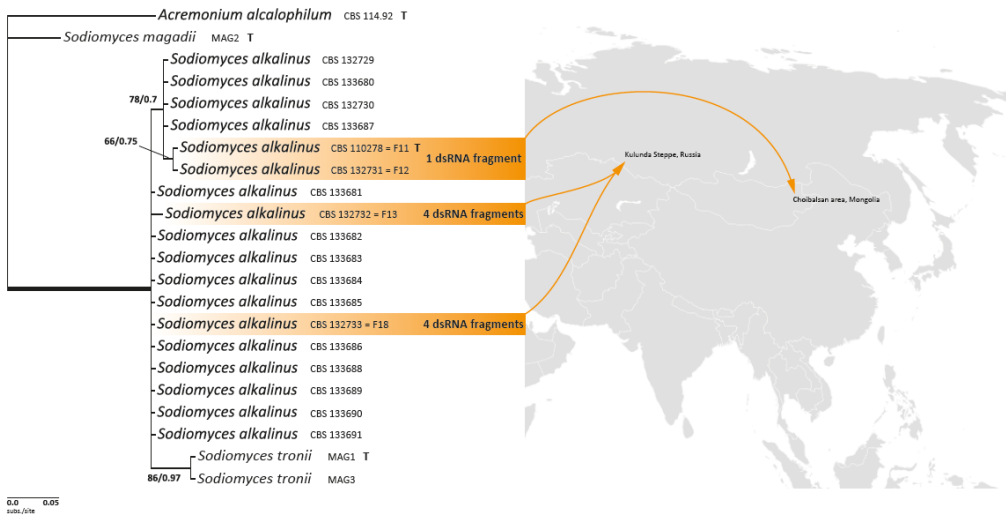 Acremonium alcalophilum CBS 114.92 T
Sodiomyces magadii MAG2 T
Sodiomyces alkalinus CBS 132729
Sodiomyces alkalinus CBS 133680
78/0.7
Sodiomyces alkalinus CBS 132730
Sodiomyces alkalinus CBS 133687
66/0.75
Sodiomyces alkalinus CBS 110278 = F11 T
1 dsRNA fragment
Sodiomyces alkalinus CBS 132731 = F12
Sodiomyces alkalinus CBS 133681
Sodiomyces alkalinus CBS 132732 = F13 4 dsRNA fragments
Sodiomyces alkalinus CBS 133682
Sodiomyces alkalinus CBS 133683
Sodiomyces alkalinus CBS 133684
Sodiomyces alkalinus CBS 133685
Sodiomyces alkalinus CBS 132733 = F18 4 dsRNA fragments
Sodiomyces alkalinus CBS 133686
Sodiomyces alkalinus CBS 133688
Sodiomyces alkalinus CBS 133689
Sodiomyces alkalinus CBS 133690
Sodiomyces alkalinus CBS 133691
Sodiomyces tronii MAG1 T
86/0.97
Sodiomyces tronii MAG3
0.0 0.05
subs./site
Kulunda Steppe, Russia
Choibalsan area, Mongolia